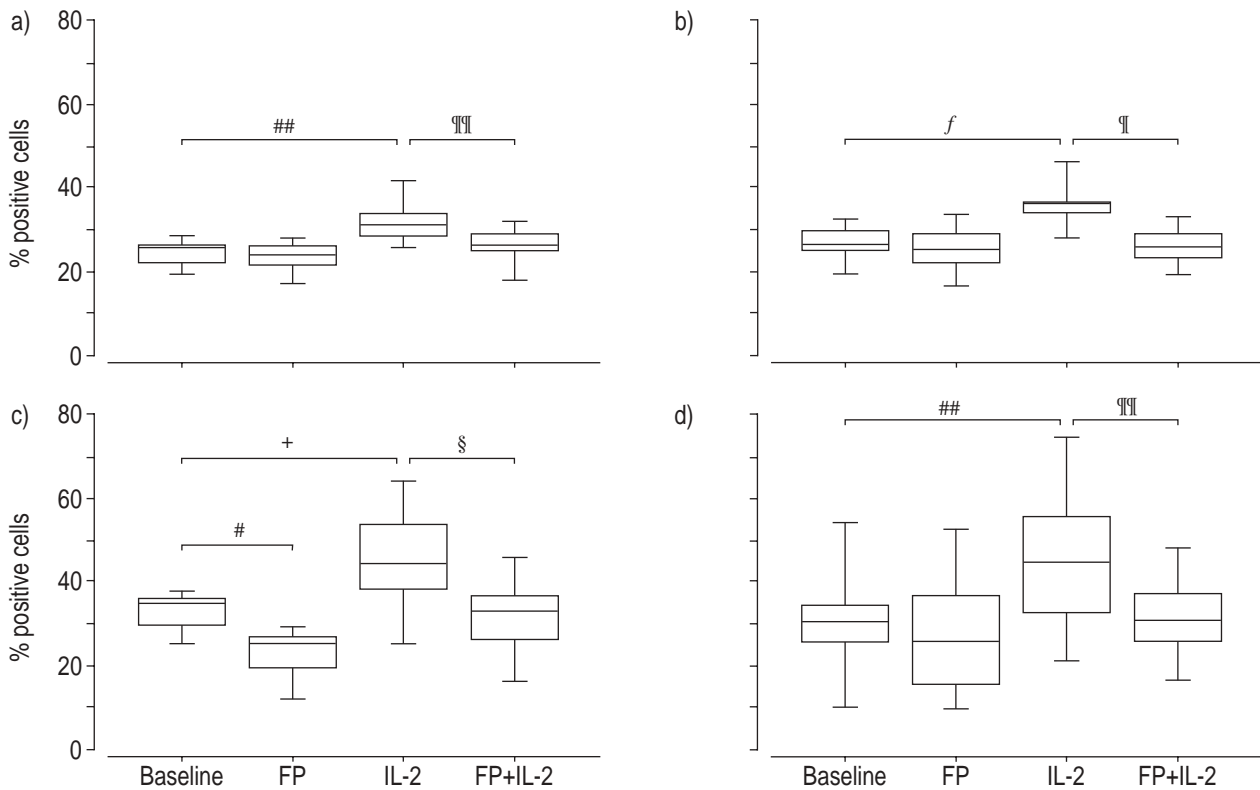 a)
80
60
40
20
0
% positive cells
## ¶¶
b)
ƒ ¶
c)
80
60
40
20
0
% positive cells
+ §
#
Baseline FP IL-2 FP+IL-2
d)
## ¶¶
Baseline FP IL-2 FP+IL-2